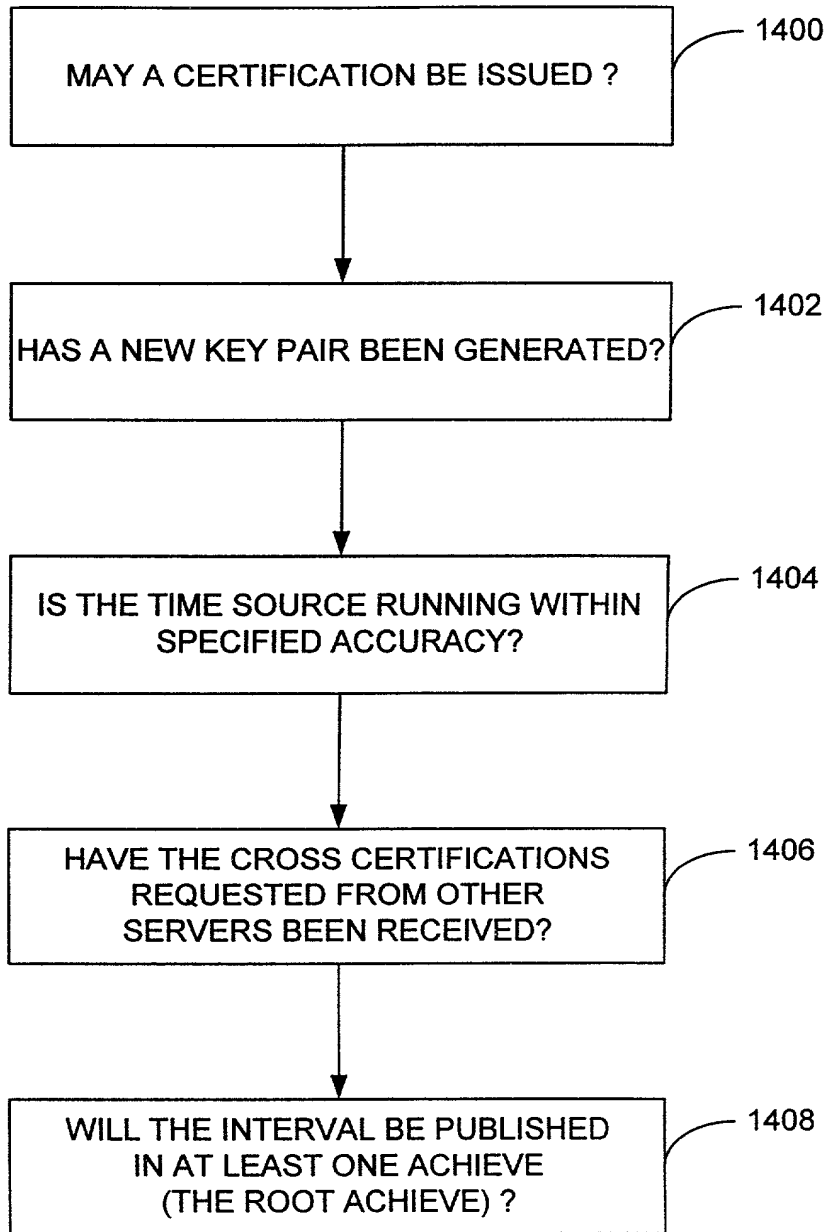 MAY A CERTIFICATION BE ISSUED ?
1400
HAS A NEW KEY PAIR BEEN GENERATED?
1402
IS THE TIME SOURCE RUNNING WITHIN
SPECIFIED ACCURACY?
1404
HAVE THE CROSS CERTIFICATIONS
REQUESTED FROM OTHER
SERVERS BEEN RECEIVED?
1406
WILL THE INTERVAL BE PUBLISHED
IN AT LEAST ONE ACHIEVE
(THE ROOT ACHIEVE) ?
1408